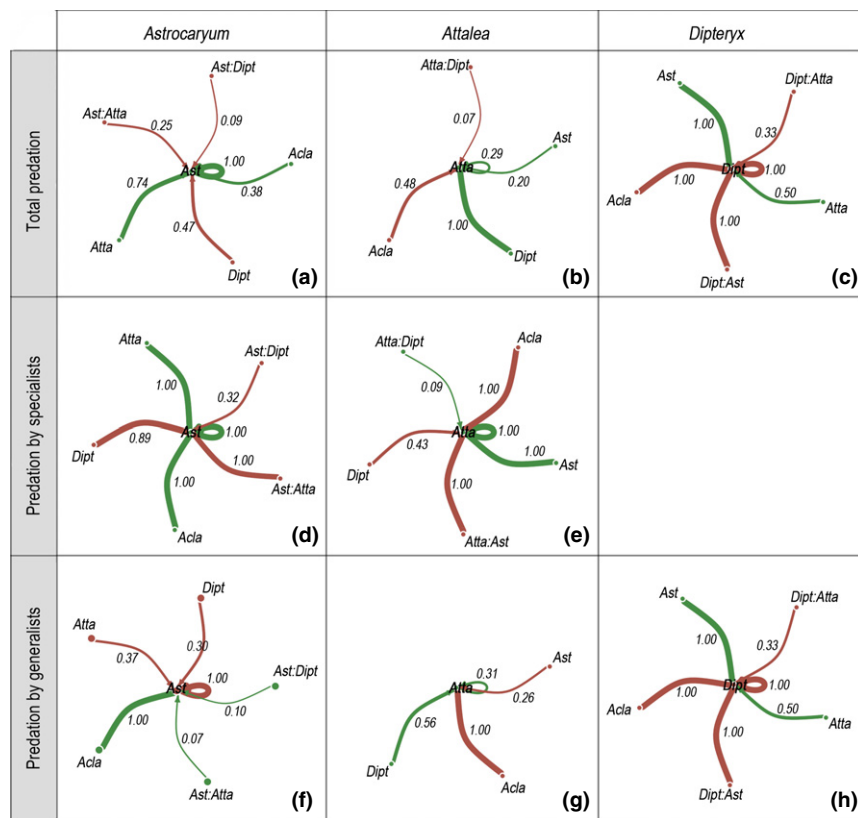 Astrocaryum
Attalea
Dipteryx
Total predation
Ast:Dipt
Ast:Atta
0.25
0.09
Ast
1.00
Acla
0.74
0.38
0.47
Atta
Dipt
(a)
Atta:Dipt
0.07
Ast
0.29
Atta
0.20
0.48
Acla
1.00
Dipt
(b)
Ast
Dipt:Atta
1.00
0.33
Dipt
1.00
Acla
1.00
0.50
Atta
1.00
Dipt:Ast
(c)
Predation by specialists
Atta
Ast:Dipt
1.00
0.32
Ast
1.00
Dipt
0.89
1.00
Ast:Atta
1.00
Acla
(d)
Atta:Dipt
Acla
0.09
1.00
Atta
1.00
Dipt
0.43
1.00
Ast
1.00
Atta:Ast
(e)
Predation by generalists
Dipt
Atta
0.37
0.30
Ast
1.00
Ast:Dipt
0.10
1.00
0.07
Acla
Ast:Atta
(f)
0.31
Ast
Atta
0.26
0.56
1.00
Dipt
Acla
(g)
Ast
Dipt:Atta
1.00
0.33
Dipt
1.00
Acla
1.00
0.50
Atta
1.00
Dipt:Ast
(h)